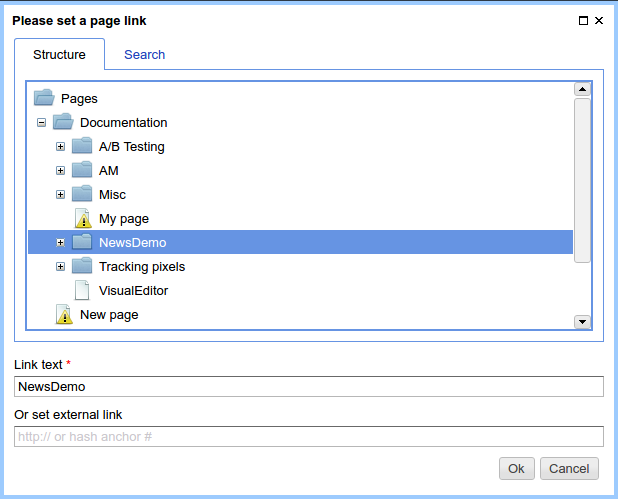 Please set a page link
Structure Search
Pages
Documentation
A/B Testing
AM
Misc
My page
NewsDemo
Tracking pixels
VisualEditor
New page
Link text *
NewsDemo
Or set external link
http:// or hash anchor #
Ok Cancel